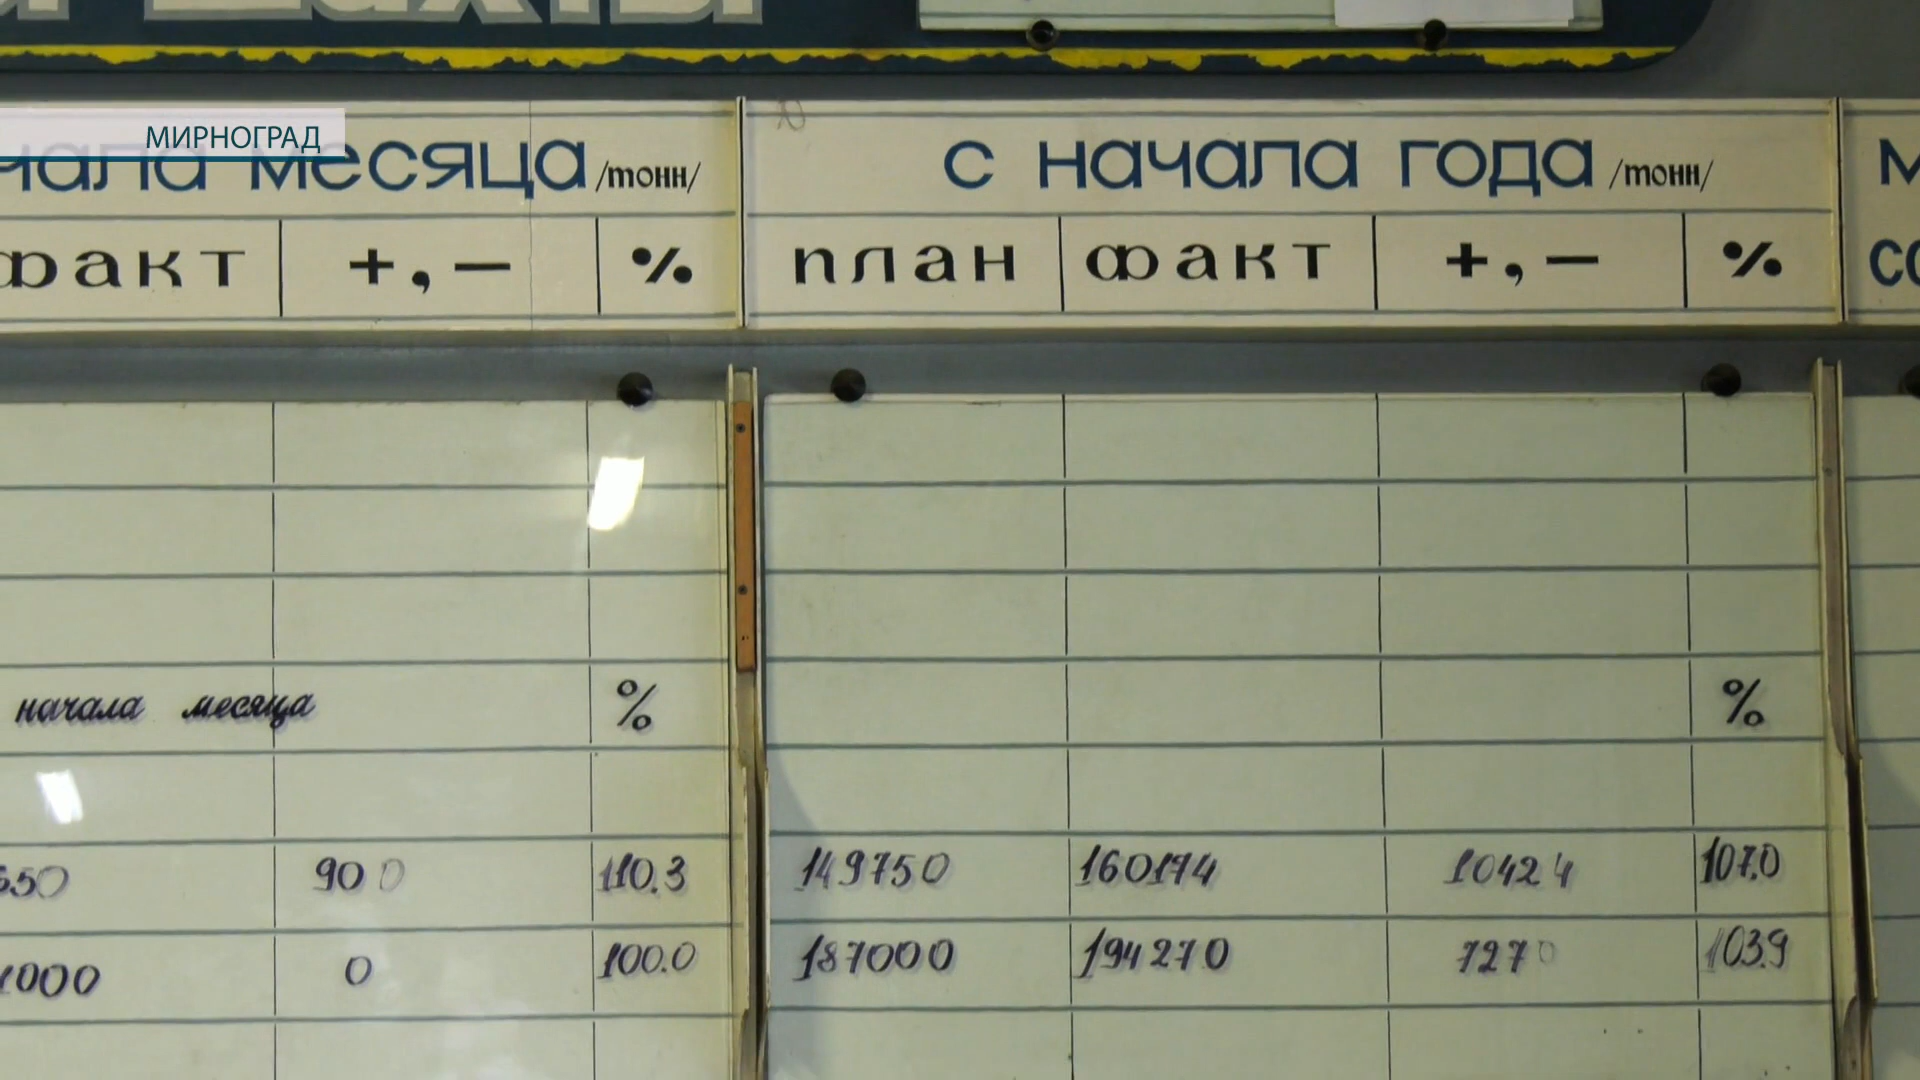 МИРНОГРАД
чала месяца /тонн/
с начала года /тонн/
факт +,- %
план факт +,- %
начала месяца %
%
550 900 110.3
149750 160174 10424 107.0
1000 0 100.0
187000 194270 7270 103.9